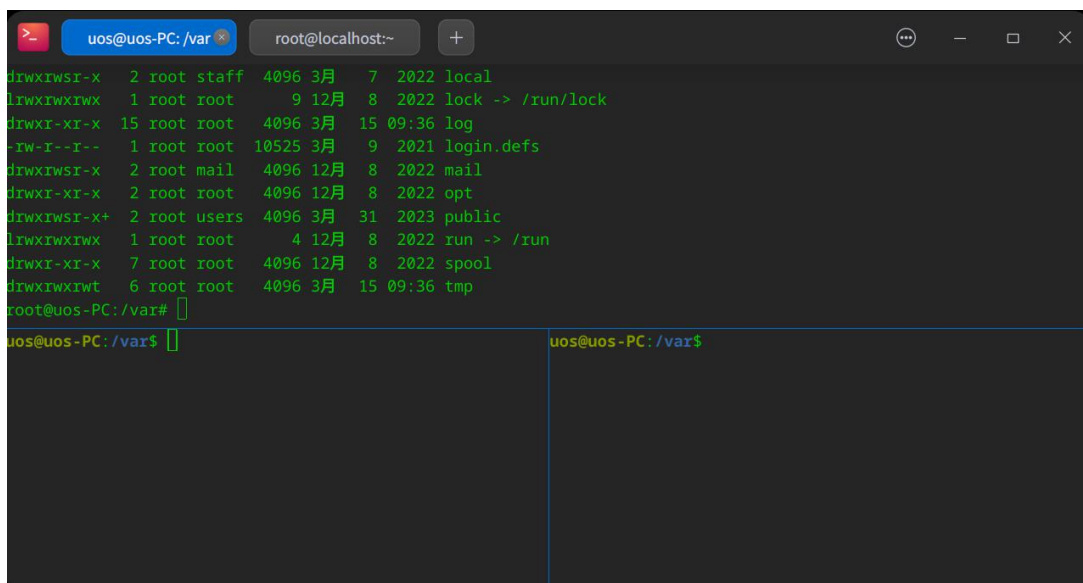 >_ uos@uos-PC: /var root@localhost:~ +
drwxrwsr-x 2 root staff 4096 3月 7 2022 local
lrwxrwxrwx 1 root root 9 12月 8 2022 lock -> /run/lock
drwxr-xr-x 15 root root 4096 3月 15 09:36 log
-rw-r--r-- 1 root root 10525 3月 9 2021 login.defs
drwxrwsr-x 2 root mail 4096 12月 8 2022 mail
drwxr-xr-x 2 root root 4096 12月 8 2022 opt
drwxrwsr-x+ 2 root users 4096 3月 31 2023 public
lrwxrwxrwx 1 root root 4 12月 8 2022 run -> /run
drwxr-xr-x 7 root root 4096 12月 8 2022 spool
drwxrwxrwt 6 root root 4096 3月 15 09:36 tmp
root@uos-PC:/var#
uos@uos-PC:/var$
uos@uos-PC:/var$